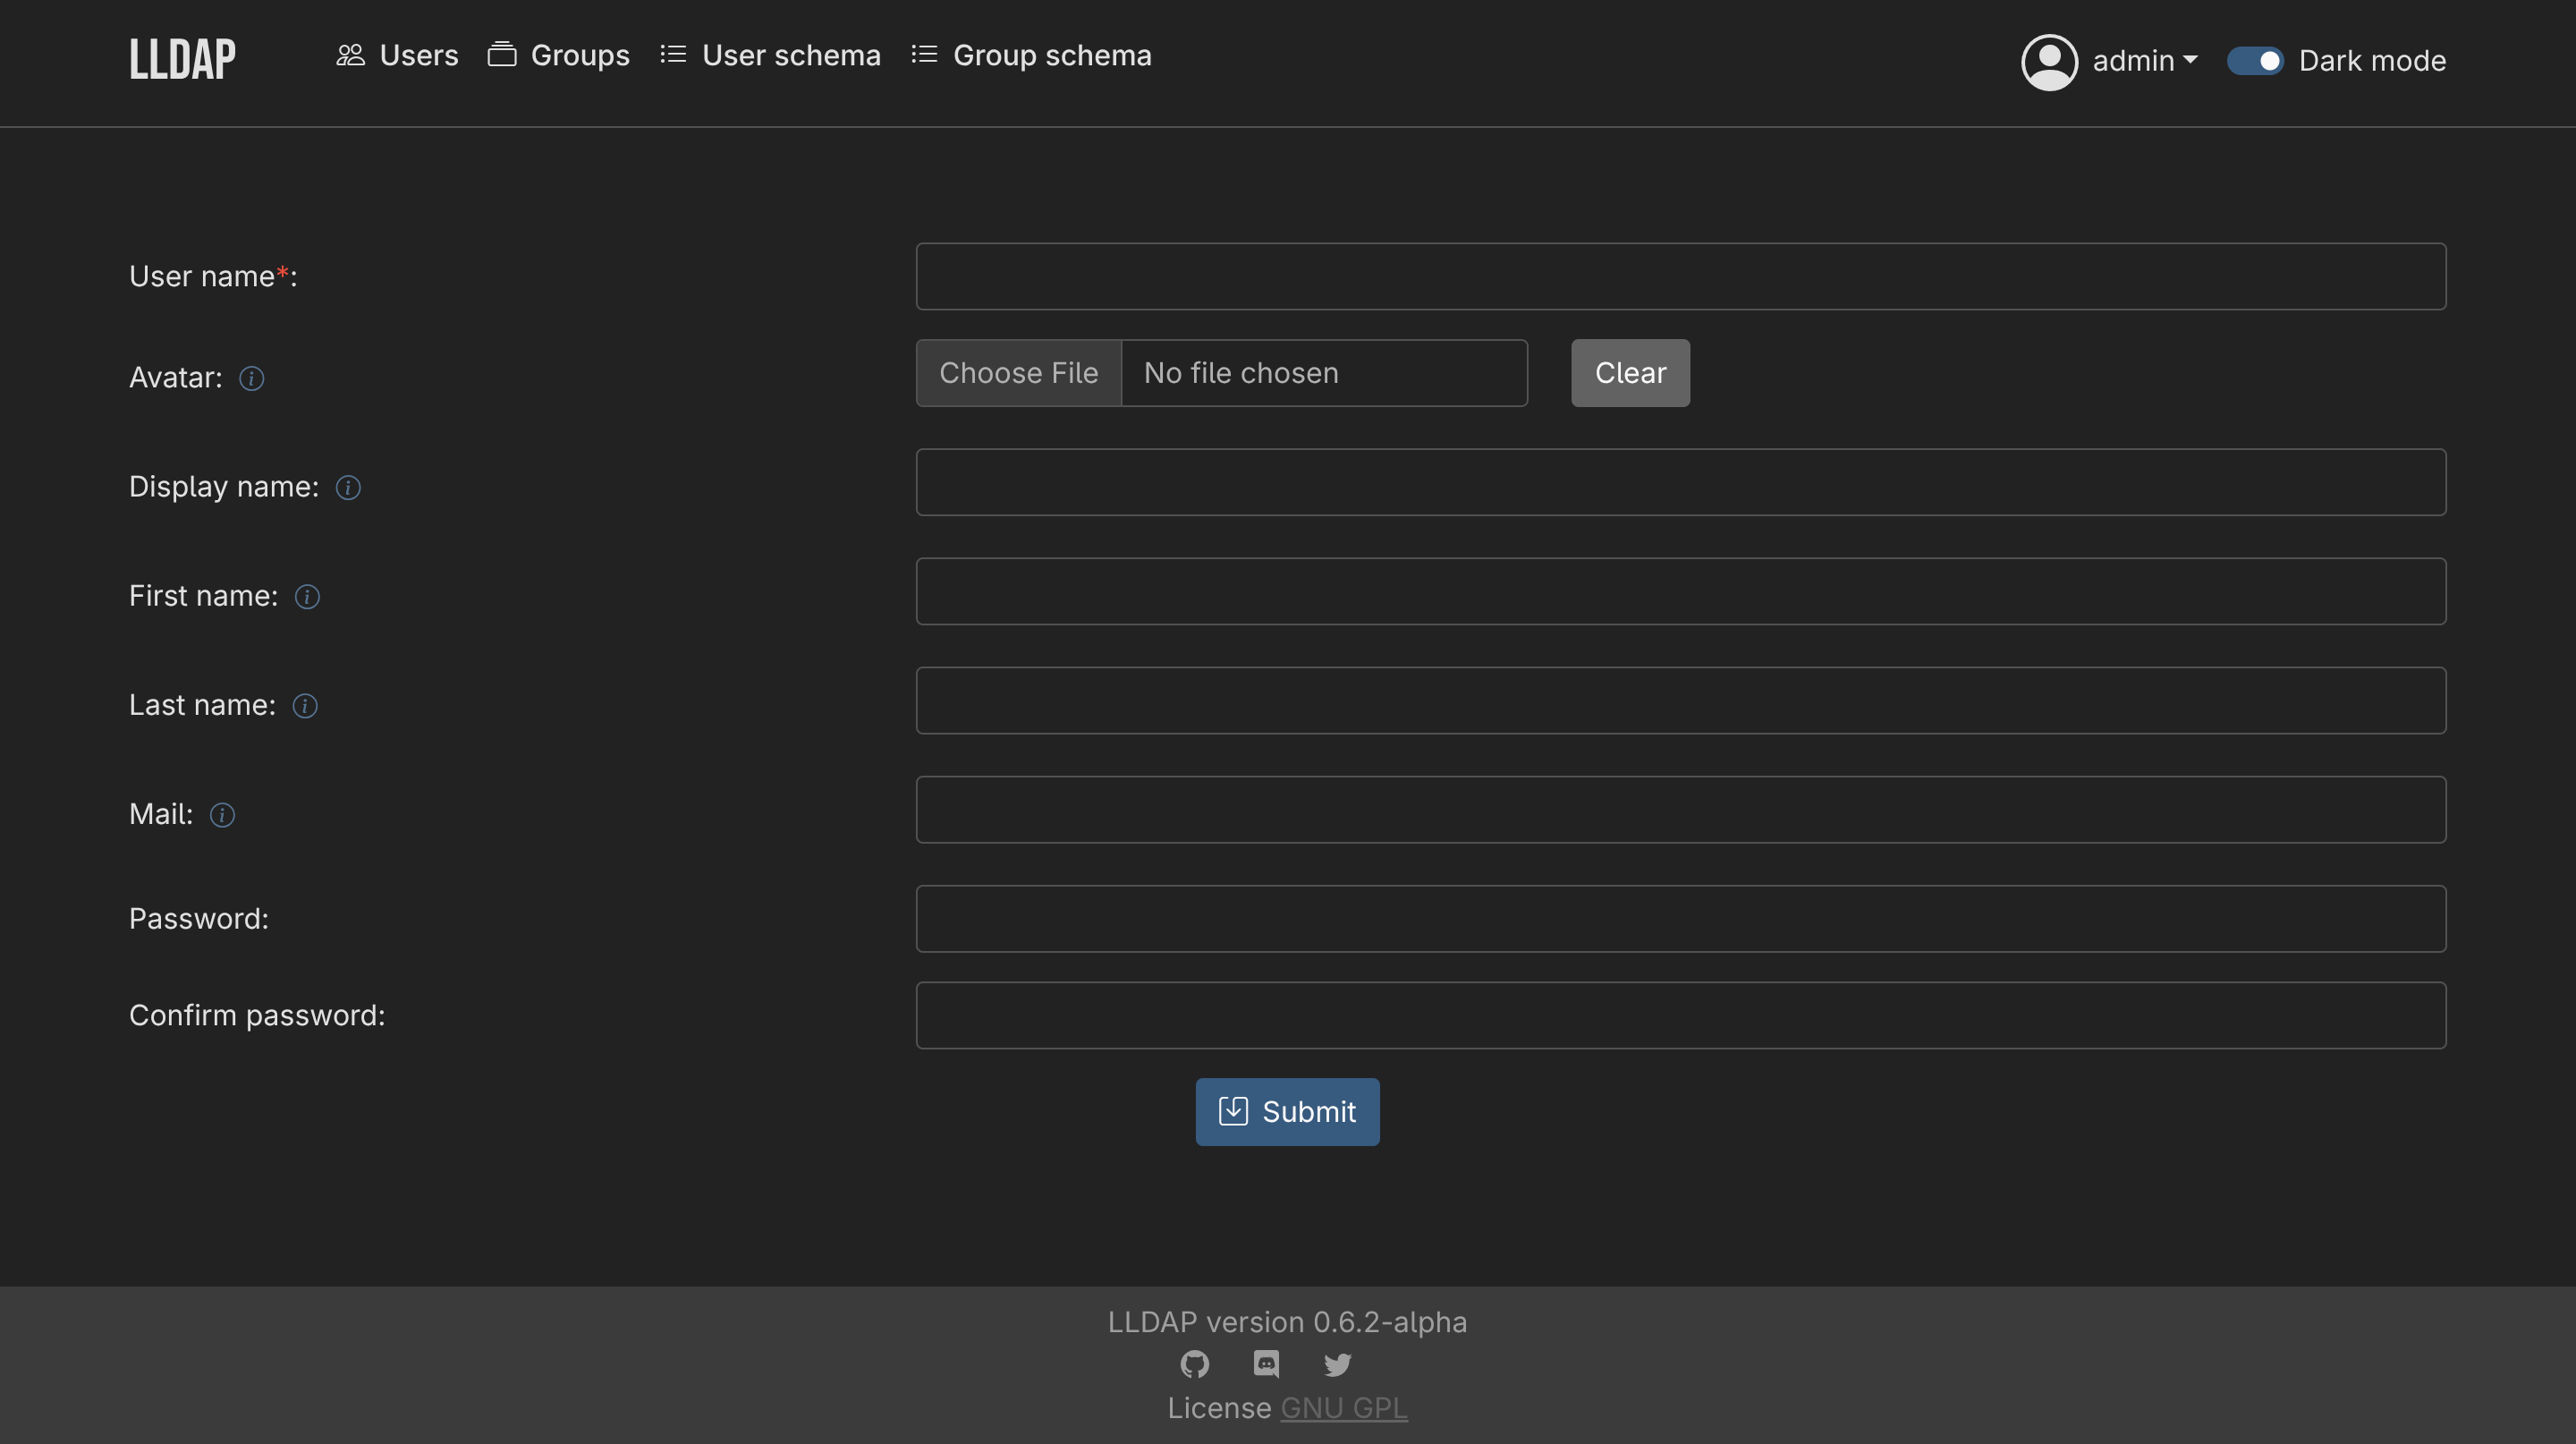 LLDAP Users Groups User schema Group schema admin Dark mode
User name*:
Avatar: Choose File No file chosen Clear
Display name:
First name:
Last name:
Mail:
Password:
Confirm password:
Submit
LLDAP version 0.6.2-alpha
License GNU GPL